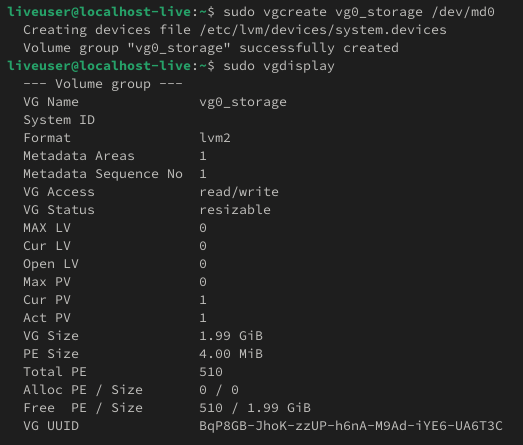 liveuser@localhost-live:~$ sudo vgcreate vg0_storage /dev/md0
  Creating devices file /etc/lvm/devices/system.devices
  Volume group "vg0_storage" successfully created
liveuser@localhost-live:~$ sudo vgdisplay
  --- Volume group ---
  VG Name               vg0_storage
  System ID
  Format                lvm2
  Metadata Areas        1
  Metadata Sequence No  1
  VG Access             read/write
  VG Status             resizable
  MAX LV                0
  Cur LV                0
  Open LV               0
  Max PV                0
  Cur PV                1
  Act PV                1
  VG Size               1.99 GiB
  PE Size               4.00 MiB
  Total PE              510
  Alloc PE / Size       0 / 0
  Free  PE / Size       510 / 1.99 GiB
  VG UUID               BqP8GB-JhoK-zzUP-h6nA-M9Ad-iYE6-UA6T3C